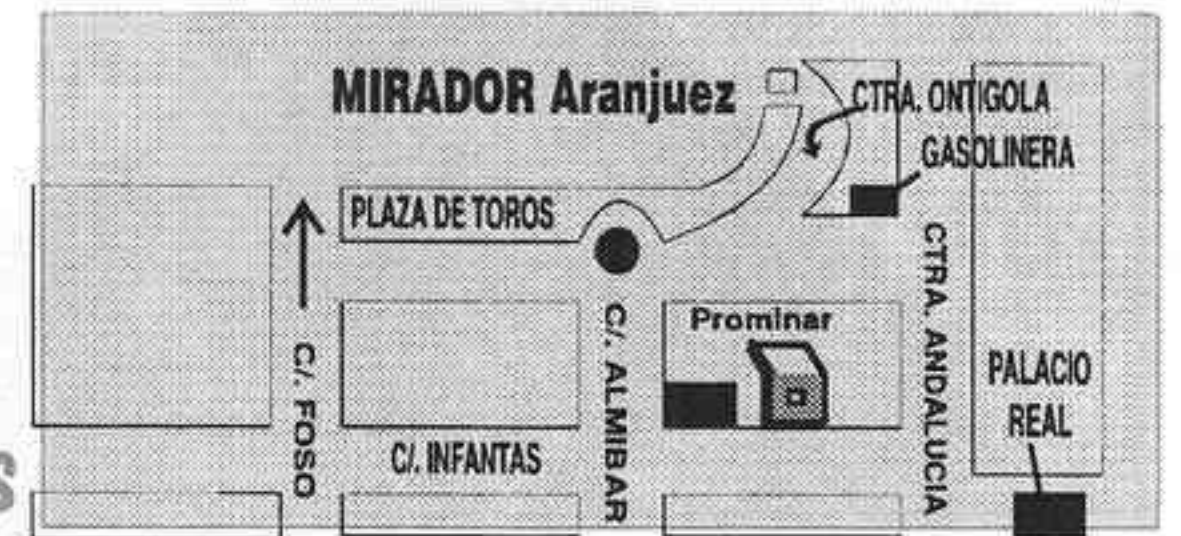 MIRADOR Aranjuez
CTRA. ONTIGOLA
GASOLINERA
PLAZA DE TOROS
CTRA. ANDALUCIA
C/. FOSO
C/. ALMIBAR
Prominar
PALACIO
REAL
C/. INFANTAS
S